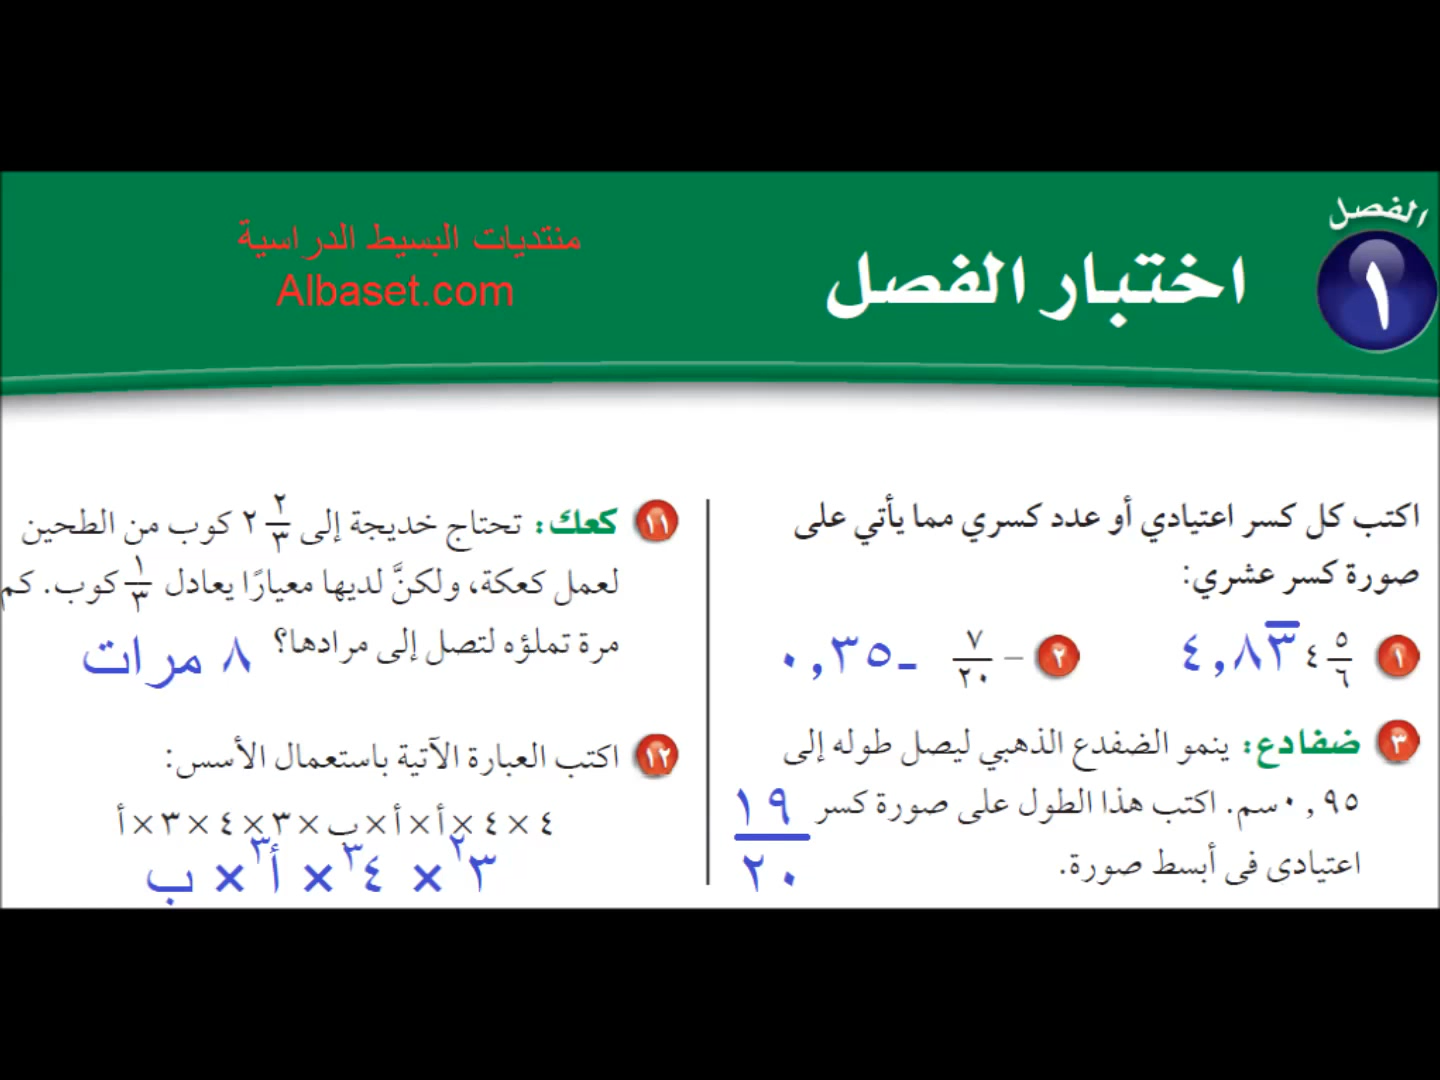 الفصل
١
اختبار الفصل
منتديات البسيط الدراسية
Albaset.com
اكتب كل كسر اعتيادي أو عدد كسري مما يأتي على
صورة كسر عشري:
١ ٤ ٥/٦ ٤,٨٣̅
٢ − ٧/٢٠ -٠,٣٥
٣ ضفادع: ينمو الضفدع الذهبي ليصل طوله إلى
٠,٩٥ سم. اكتب هذا الطول على صورة كسر
اعتيادي في أبسط صورة.
١٩/٢٠
١١ كعك: تحتاج خديجة إلى ٢ ٢/٣ كوب من الطحين
لعمل كعكة، ولكنَّ لديها معيارًا يعادل ١/٣ كوب. كم
مرة تملؤه لتصل إلى مرادها؟
٨ مرات
١٢ اكتب العبارة الآتية باستعمال الأسس:
٤ × ٤ × أ × أ × ب × ٣ × ٤ × ٣ × أ
٣² × ٤³ × أ³ × ب